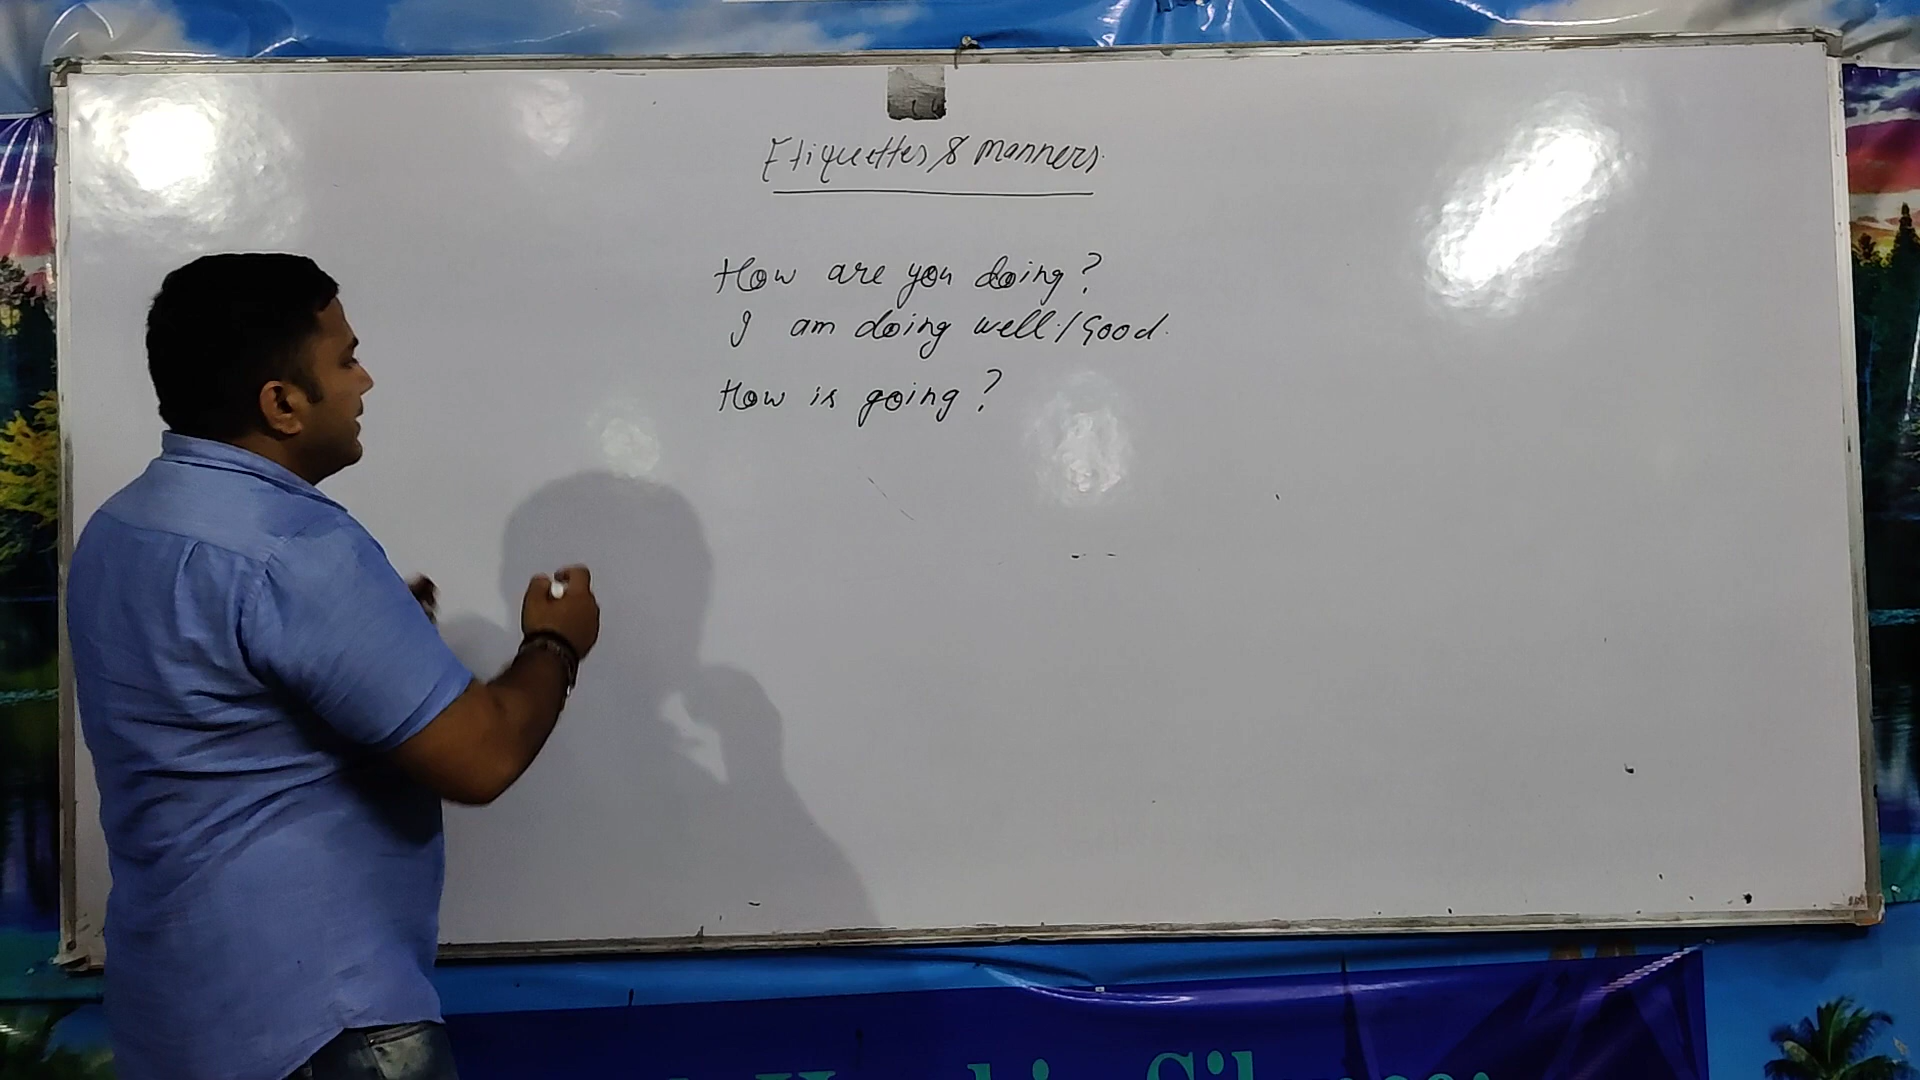 Etiquettes & manners.
How are you doing?
I am doing well./Good.
How is going?